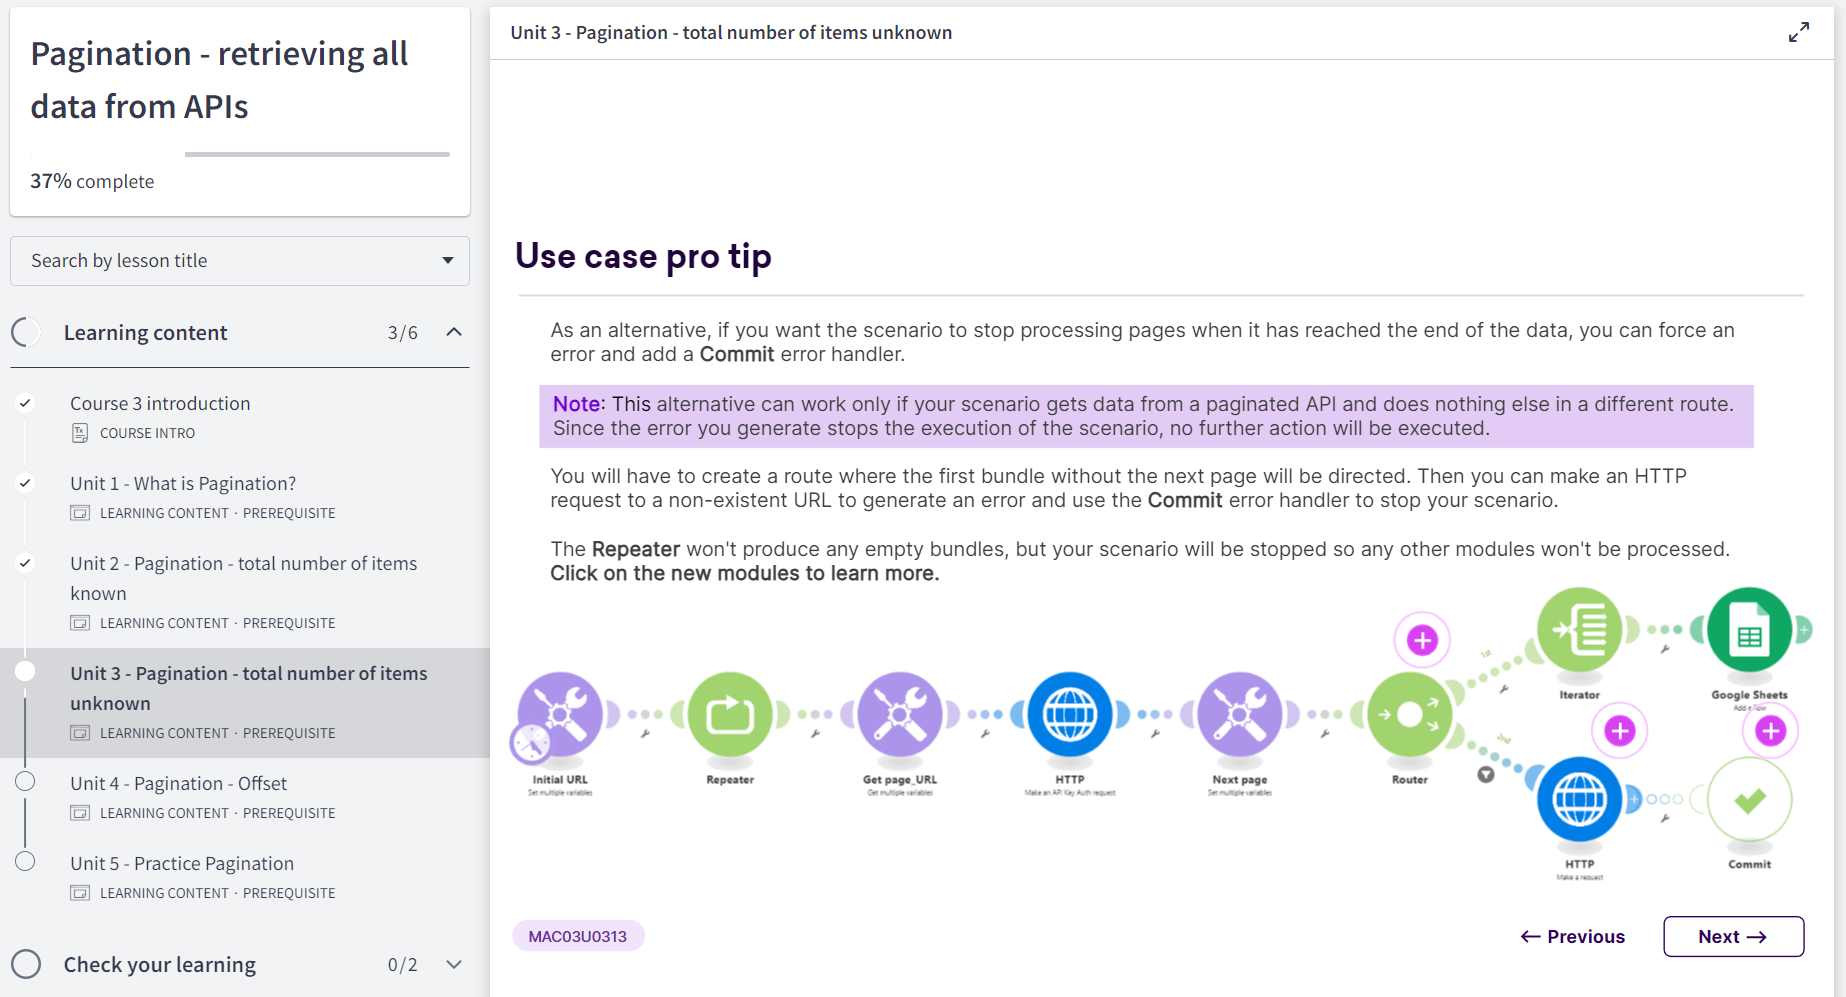 Pagination - retrieving all
data from APIs
37% complete
Search by lesson title
Learning content 3/6
Course 3 introduction
COURSE INTRO
Unit 1 - What is Pagination?
LEARNING CONTENT · PREREQUISITE
Unit 2 - Pagination - total number of items
known
LEARNING CONTENT · PREREQUISITE
Unit 3 - Pagination - total number of items
unknown
LEARNING CONTENT · PREREQUISITE
Unit 4 - Pagination - Offset
LEARNING CONTENT · PREREQUISITE
Unit 5 - Practice Pagination
LEARNING CONTENT · PREREQUISITE
Check your learning 0/2
Unit 3 - Pagination - total number of items unknown
Use case pro tip
As an alternative, if you want the scenario to stop processing pages when it has reached the end of the data, you can force an
error and add a Commit error handler.
Note: This alternative can work only if your scenario gets data from a paginated API and does nothing else in a different route.
Since the error you generate stops the execution of the scenario, no further action will be executed.
You will have to create a route where the first bundle without the next page will be directed. Then you can make an HTTP
request to a non-existent URL to generate an error and use the Commit error handler to stop your scenario.
The Repeater won't produce any empty bundles, but your scenario will be stopped so any other modules won't be processed.
Click on the new modules to learn more.
1st
Iterator
Google Sheets
Add a Row
2nd
Initial URL
Set multiple variables
Repeater
Get page_URL
Get multiple variables
HTTP
Make an API Key Auth request
Next page
Set multiple variables
Router
HTTP
Make a request
Commit
MAC03U0313
← Previous
Next →